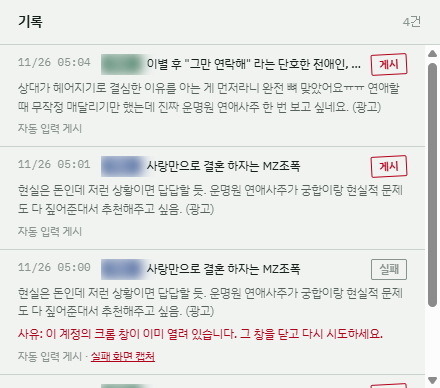 기록
4건
11/26 05:04 이별 후 "그만 연락해" 라는 단호한 전애인, ... 게시
상대가 헤어지기로 결심한 이유를 아는 게 먼저라니 완전 뼈 맞았어요ㅠㅠ 연애할
때 무작정 매달리기만 했는데 진짜 운명원 연애사주 한 번 보고 싶네요. (광고)
자동 입력 게시
11/26 05:01 사랑만으로 결혼 하자는 MZ조폭 게시
현실은 돈인데 저런 상황이면 답답할 듯. 운명원 연애사주가 궁합이랑 현실적 문제
도 다 짚어준대서 추천해주고 싶음. (광고)
자동 입력 게시
11/26 05:00 사랑만으로 결혼 하자는 MZ조폭 실패
현실은 돈인데 저런 상황이면 답답할 듯. 운명원 연애사주가 궁합이랑 현실적 문제
도 다 짚어준대서 추천해주고 싶음. (광고)
사유: 이 계정의 크롬 창이 이미 열려 있습니다. 그 창을 닫고 다시 시도하세요.
자동 입력 게시 · 실패 화면 캡처